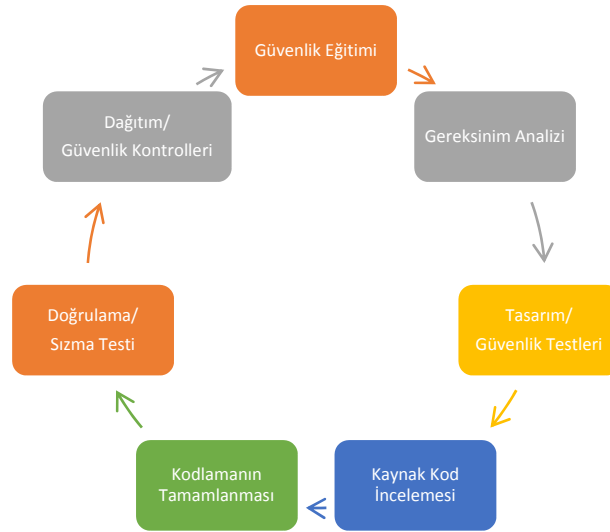 Güvenlik Eğitimi
Gereksinim Analizi
Tasarım/
Güvenlik Testleri
Kaynak Kod
İncelemesi
Kodlamanın
Tamamlanması
Doğrulama/
Sızma Testi
Dağıtım/
Güvenlik Kontrolleri